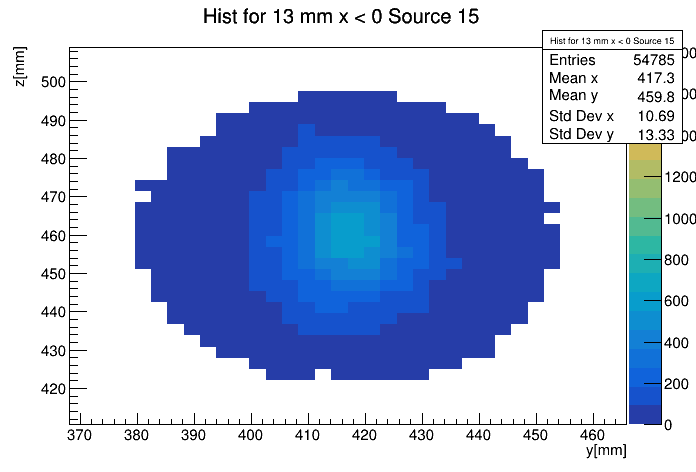 Hist for 13 mm x < 0 Source 15
Hist for 13 mm x < 0 Source 15
Entries 54785
Mean x 417.3
Mean y 459.8
Std Dev x 10.69
Std Dev y 13.33
z[mm]
500
490
480
470
460
450
440
430
420
370 380 390 400 410 420 430 440 450 460
y[mm]
1200
1000
800
600
400
200
0